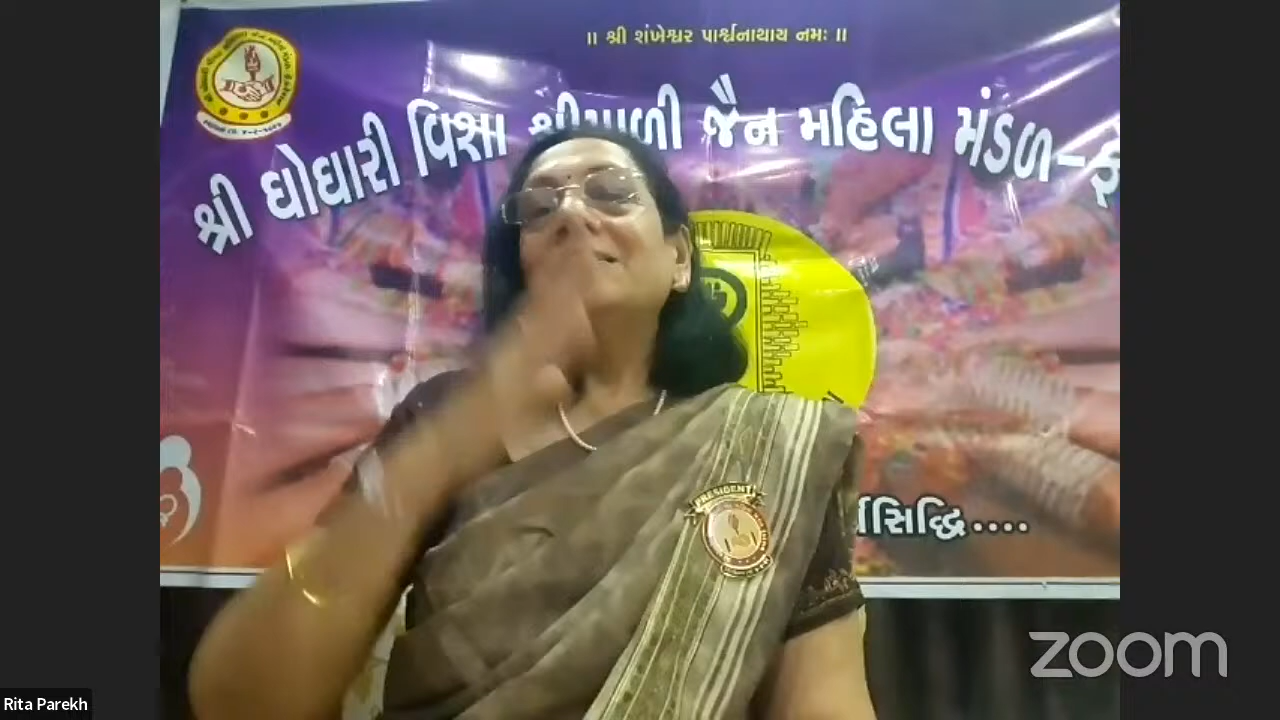 ॥ શ્રી શંખેશ્વર પાર્શ્વનાથાય નમઃ ॥
શ્રી ઘોઘારી વિશા શ્રીમાળી જૈન મહિલા મંડળ-
PRESIDENT
સિદ્ધિ....
zoom
Rita Parekh